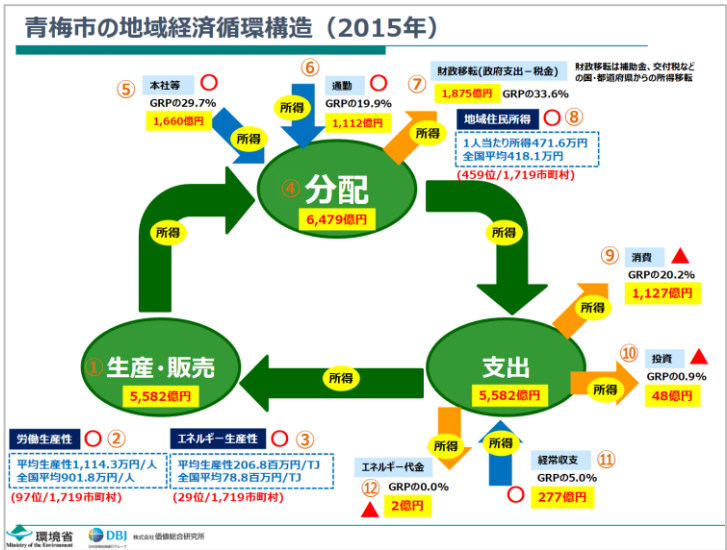 青梅市の地域経済循環構造（2015年）
⑤ 本社等 ○
GRPの29.7%
1,660億円
所得
⑥ 通勤 ○
GRPの19.9%
1,112億円
所得
⑦ 財政移転(政府支出－税金)
1,875億円 GRPの33.6%
所得
財政移転は補助金、交付税など
の国・都道府県からの所得移転
地域住民所得 ○ ⑧
1人当たり所得471.6万円
全国平均418.1万円
(459位/1,719市町村)
④ 分配
6,479億円
所得
所得
⑨ 消費 ▲
GRPの20.2%
1,127億円
所得
① 生産・販売
5,582億円
所得
支出
5,582億円
⑩ 投資 ▲
GRPの0.9%
48億円
所得
労働生産性 ○ ②
平均生産性1,114.3万円/人
全国平均901.8万円/人
(97位/1,719市町村)
エネルギー生産性 ○ ③
平均生産性206.8百万円/TJ
全国平均78.8百万円/TJ
(29位/1,719市町村)
所得
エネルギー代金
⑫ GRPの0.0%
▲ 2億円
所得
経常収支 ⑪
GRPの5.0%
○ 277億円
環境省
Ministry of the Environment
DBJ 株式会社 価値総合研究所